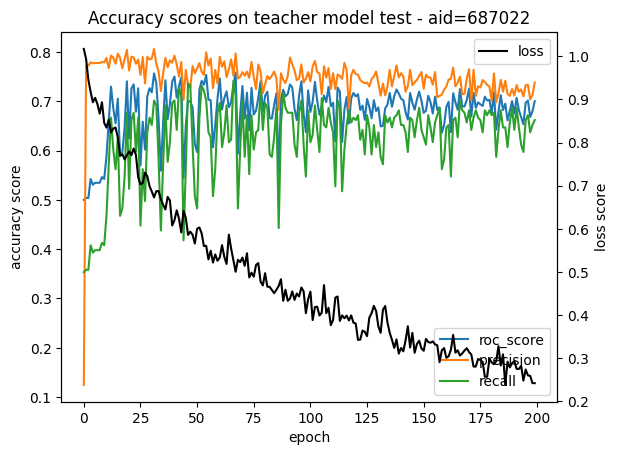 Accuracy scores on teacher model test - aid=687022
loss
0.8
0.7
0.6
0.5
0.4
0.3
0.2
0.1
accuracy score
1.0
0.9
0.8
0.7
0.6
0.5
0.4
0.3
0.2
loss score
roc_score
precision
recall
0 25 50 75 100 125 150 175 200
epoch